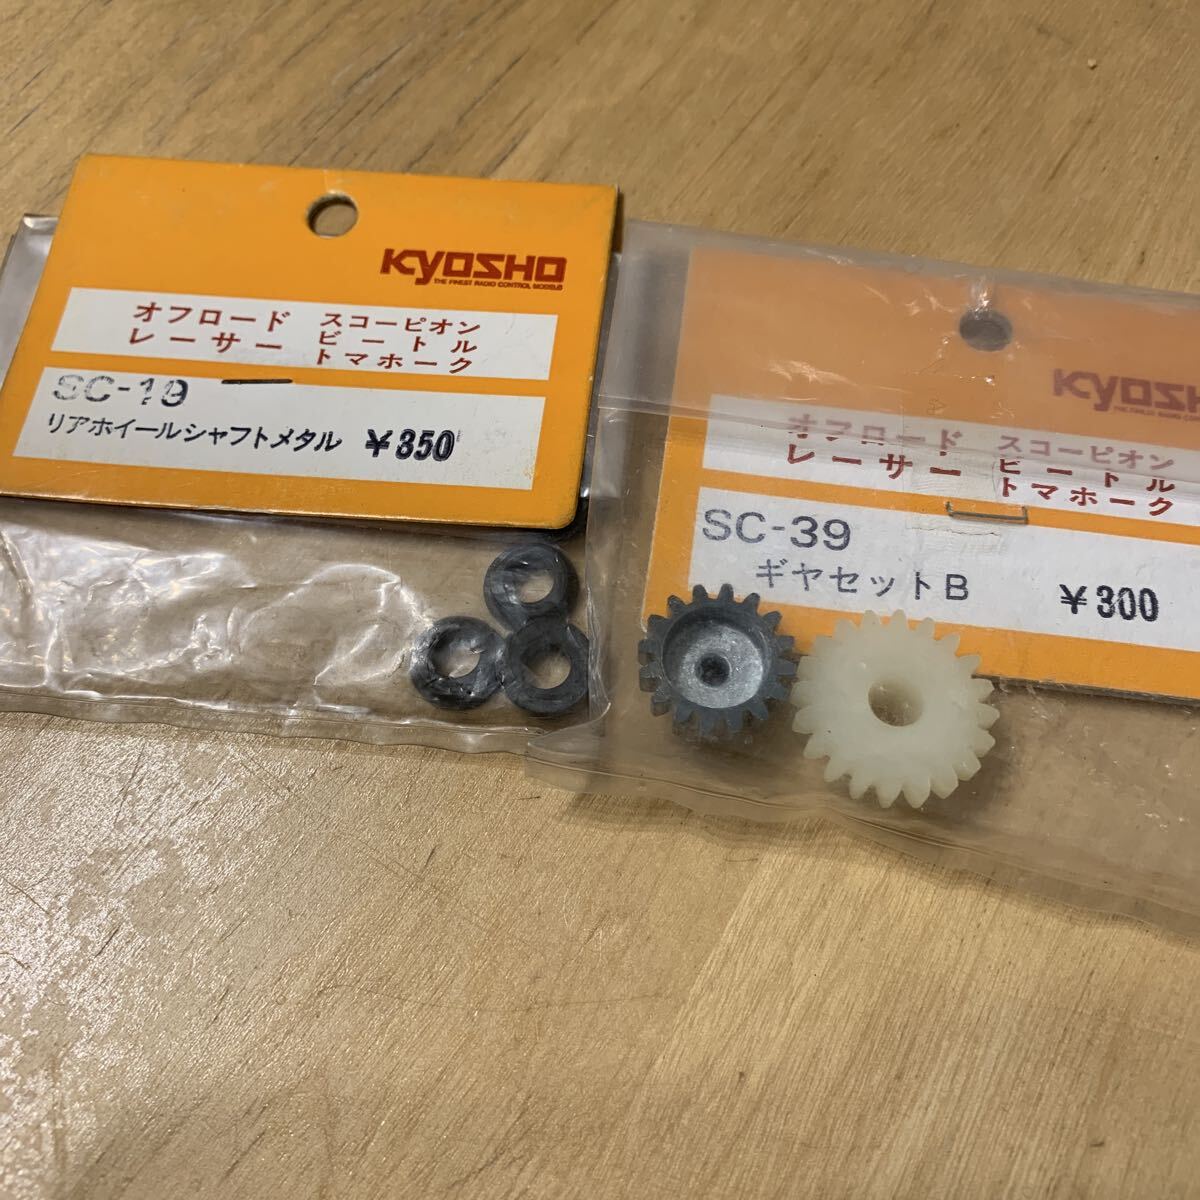 KYOSHO
THE FINEST RADIO CONTROL MODELS
オフロード スコーピオン
レーサー ビートル
トマホーク
SC-19
リアホイールシャフトメタル ￥350
KYOSHO
THE FINEST RADIO CO
オフロード スコーピオン
レーサー ビートル
トマホーク
SC-39
ギヤセットB ￥300